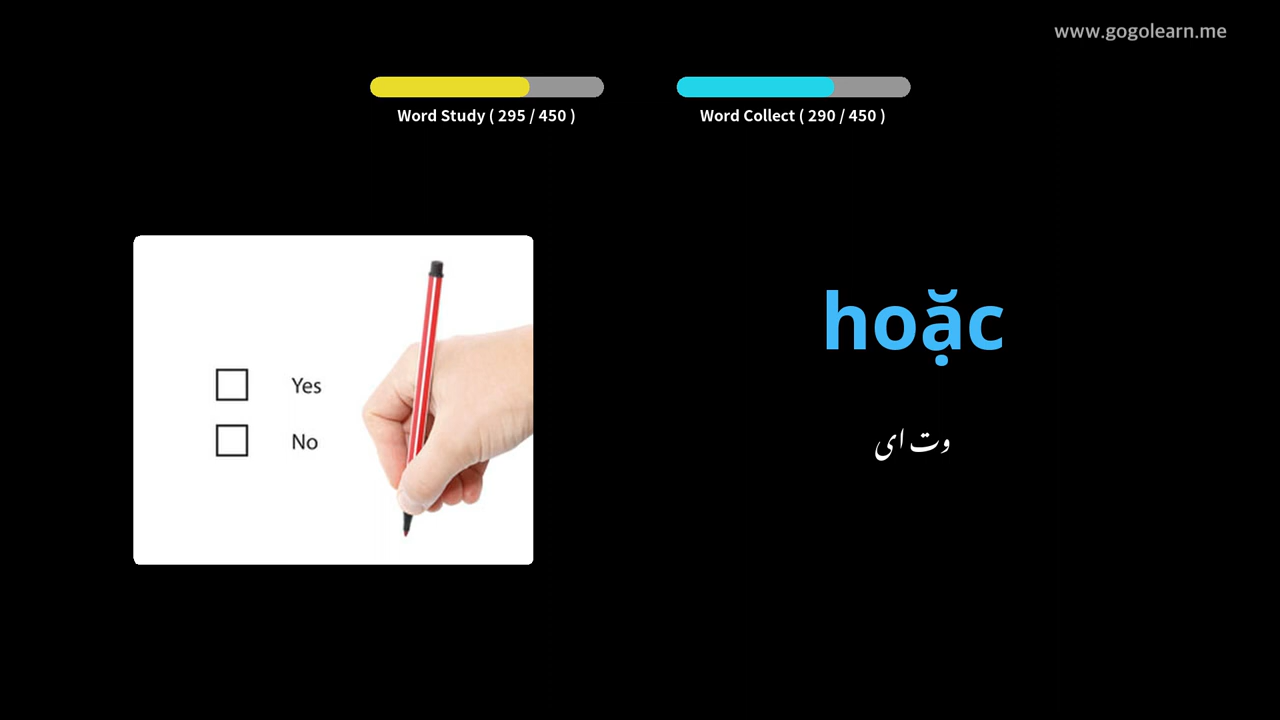 www.gogolearn.me
Word Study ( 295 / 450 )
Word Collect ( 290 / 450 )
Yes
No
hoặc
وت ای